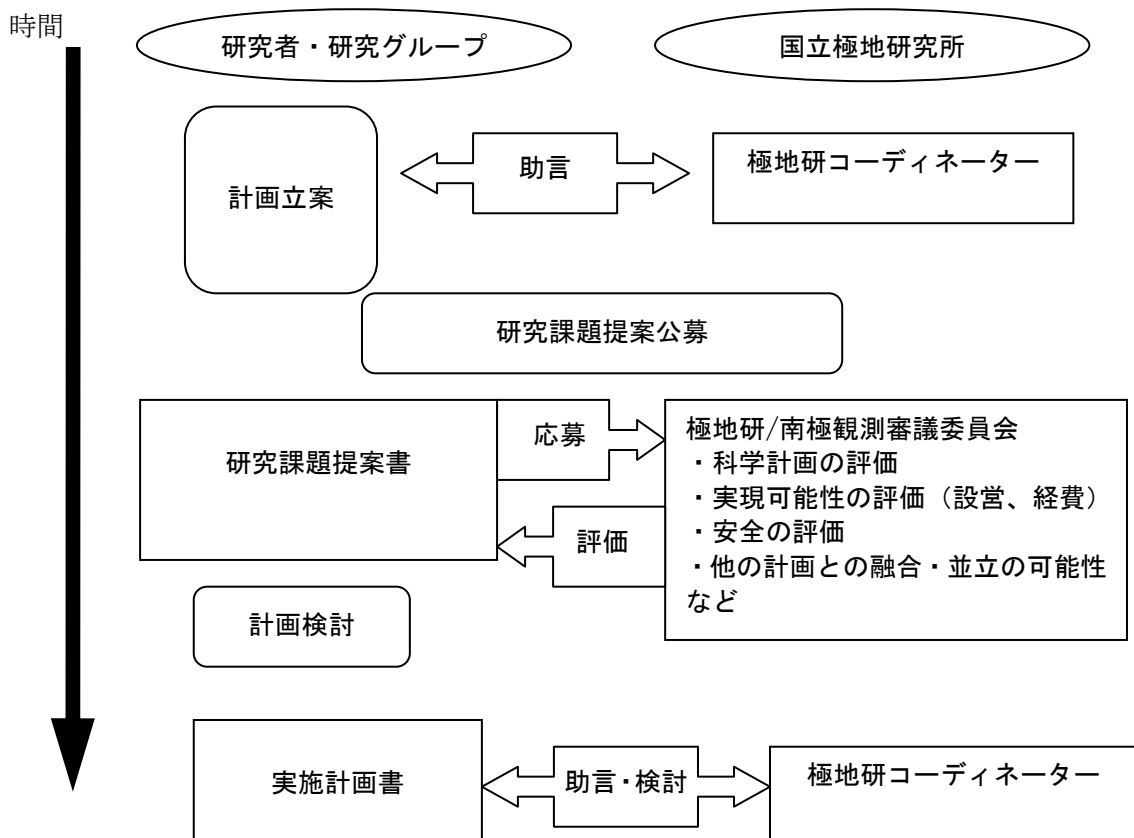 時間
研究者・研究グループ
国立極地研究所
計画立案
助言
極地研コーディネーター
研究課題提案公募
研究課題提案書
応募
評価
極地研/南極観測審議委員会
・科学計画の評価
・実現可能性の評価（設営、経費）
・安全の評価
・他の計画との融合・並立の可能性
など
計画検討
実施計画書
助言・検討
極地研コーディネーター